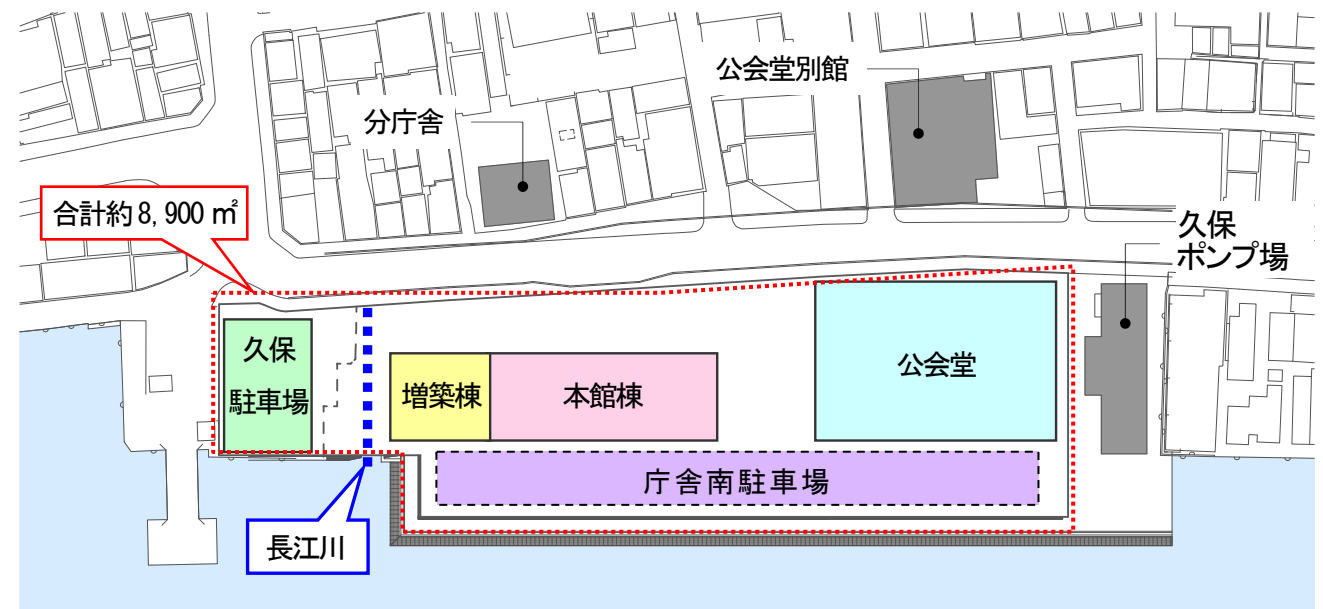 公会堂別館
分庁舎
合計約8,900㎡
久保
ポンプ場
久保
駐車場
増築棟
本館棟
公会堂
庁舎南駐車場
長江川